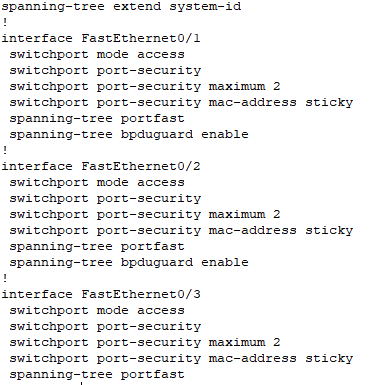 spanning-tree extend system-id
!
interface FastEthernet0/1
 switchport mode access
 switchport port-security
 switchport port-security maximum 2
 switchport port-security mac-address sticky
 spanning-tree portfast
 spanning-tree bpduguard enable
!
interface FastEthernet0/2
 switchport mode access
 switchport port-security
 switchport port-security maximum 2
 switchport port-security mac-address sticky
 spanning-tree portfast
 spanning-tree bpduguard enable
!
interface FastEthernet0/3
 switchport mode access
 switchport port-security
 switchport port-security maximum 2
 switchport port-security mac-address sticky
 spanning-tree portfast